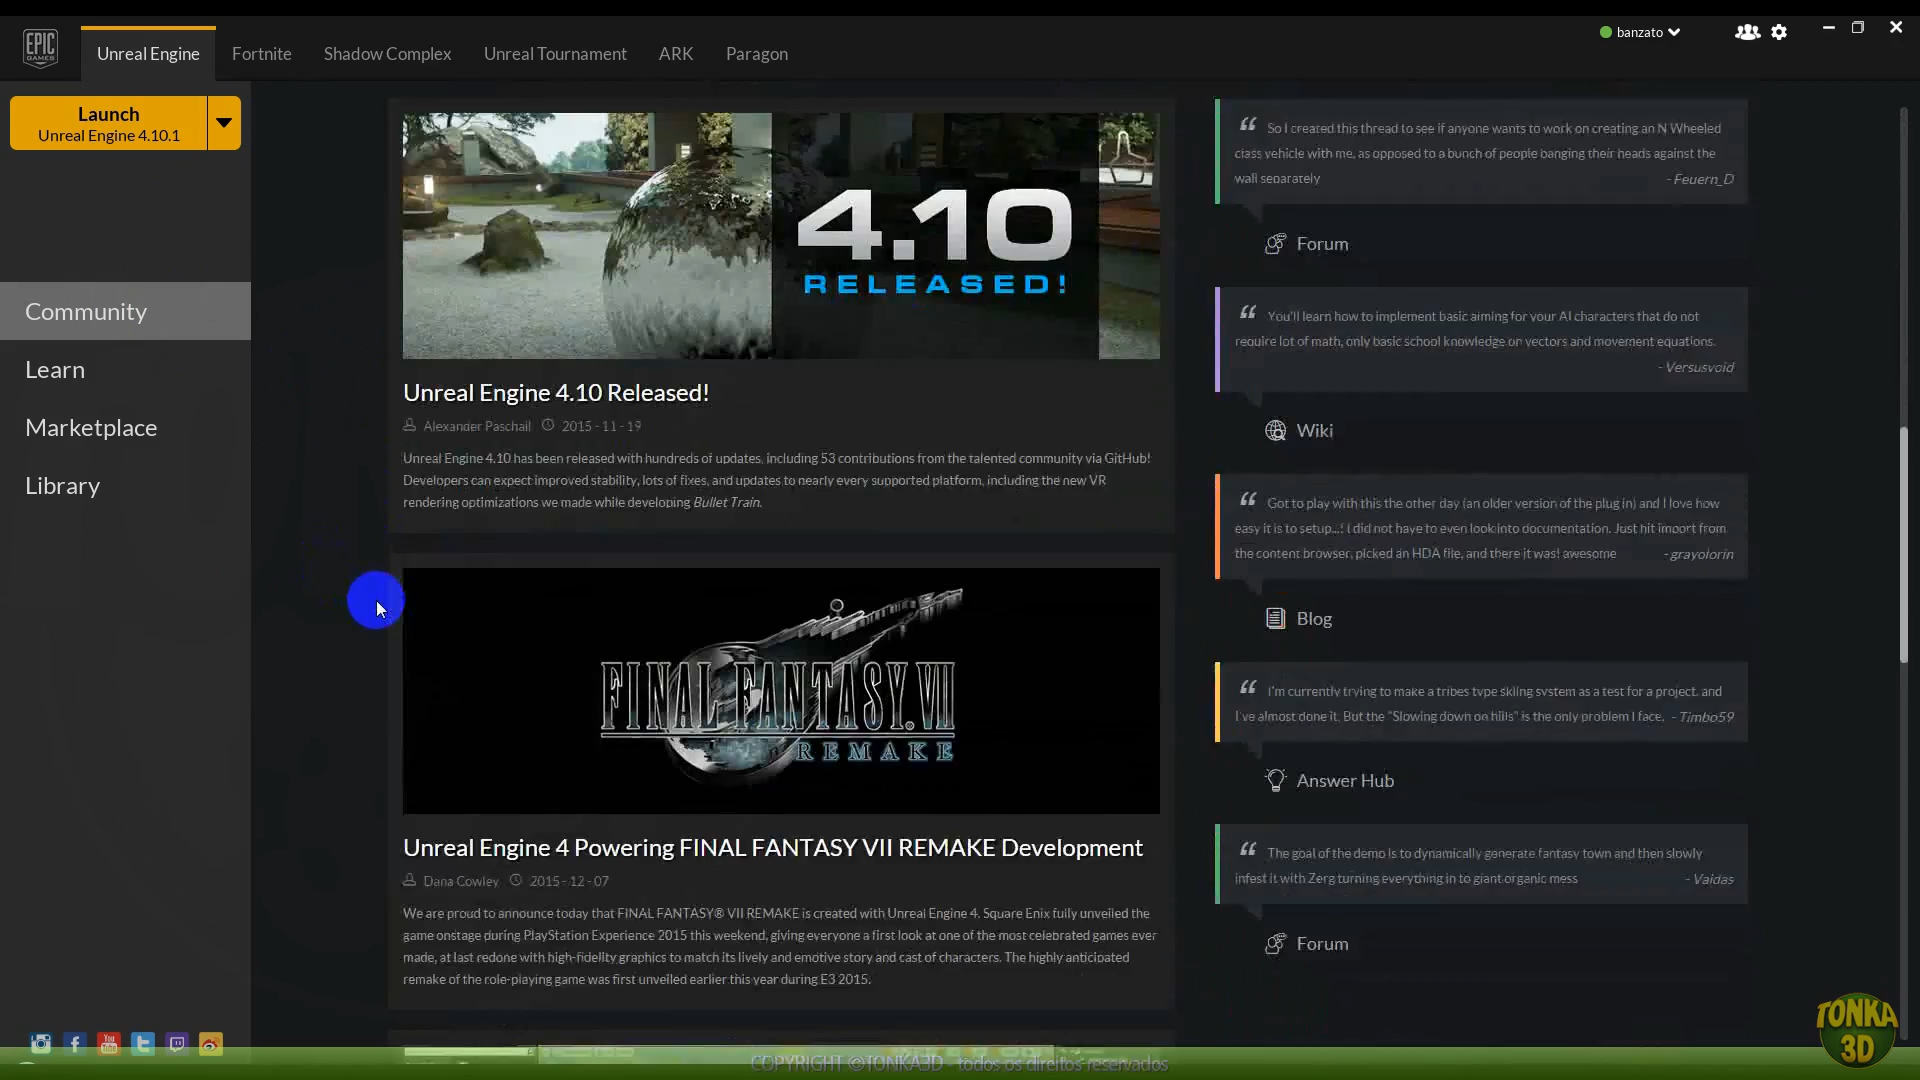 EPIC GAMES
Unreal Engine
Fortnite
Shadow Complex
Unreal Tournament
ARK
Paragon
banzato
Launch
Unreal Engine 4.10.1
Community
Learn
Marketplace
Library
4.10
RELEASED!
Unreal Engine 4.10 Released!
Alexander Paschall 2015 - 11 - 19
Unreal Engine 4.10 has been released with hundreds of updates, including 53 contributions from the talented community via GitHub!
Developers can expect improved stability, lots of fixes, and updates to nearly every supported platform, including the new VR
rendering optimizations we made while developing Bullet Train.
FINAL FANTASY VII
REMAKE
Unreal Engine 4 Powering FINAL FANTASY VII REMAKE Development
Dana Cowley 2015 - 12 - 07
We are proud to announce today that FINAL FANTASY® VII REMAKE is created with Unreal Engine 4. Square Enix fully unveiled the
game onstage during PlayStation Experience 2015 this weekend, giving everyone a first look at one of the most celebrated games ever
made, at last redone with high-fidelity graphics to match its lively and emotive story and cast of characters. The highly anticipated
remake of the role-playing game was first unveiled earlier this year during E3 2015.
“ So I created this thread to see if anyone wants to work on creating an N Wheeled
class vehicle with me, as opposed to a bunch of people banging their heads against the
wall separately - Feuern_D
Forum
“ You'll learn how to implement basic aiming for your AI characters that do not
require lot of math, only basic school knowledge on vectors and movement equations.
- Versusvoid
Wiki
“ Got to play with this the other day (an older version of the plug in) and I love how
easy it is to setup...! I did not have to even look into documentation. Just hit import from
the content browser, picked an HDA file, and there it was! awesome - grayolorin
Blog
“ I'm currently trying to make a tribes type skiing system as a test for a project, and
I've almost done it. But the "Slowing down on hills" is the only problem I face. - Timbo59
Answer Hub
“ The goal of the demo is to dynamically generate fantasy town and then slowly
infest it with Zerg turning everything in to giant organic mess - Vaidas
Forum
TONKA
3D
COPYRIGHT ©TONKA3D - todos os direitos reservados